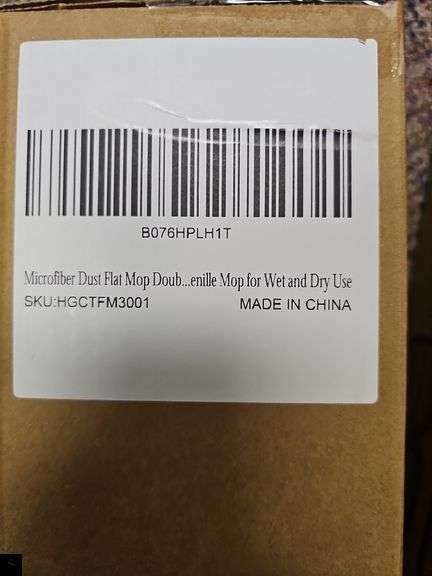 B076HPLH1T
Microfiber Dust Flat Mop Doub...enille Mop for Wet and Dry Use
SKU:HGCTFM3001 MADE IN CHINA